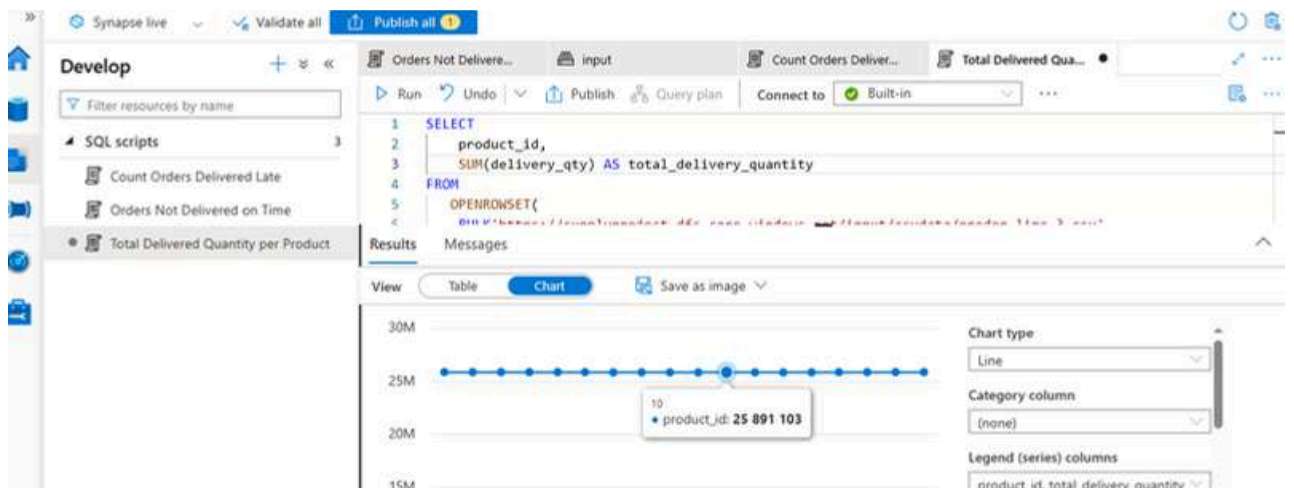 Synapse live
Validate all
Publish all 1
Develop
Filter resources by name
SQL scripts 3
Count Orders Delivered Late
Orders Not Delivered on Time
Total Delivered Quantity per Product
Orders Not Delivere...
input
Count Orders Deliver...
Total Delivered Qua...
Run
Undo
Publish
Query plan
Connect to
Built-in
1 SELECT
2 product_id,
3 SUM(delivery_qty) AS total_delivery_quantity
4 FROM
5 OPENROWSET(
Results
Messages
View
Table
Chart
Save as image
30M
25M
20M
15M
10
product_id: 25 891 103
Chart type
Line
Category column
(none)
Legend (series) columns
product_id, total_delivery_quantity